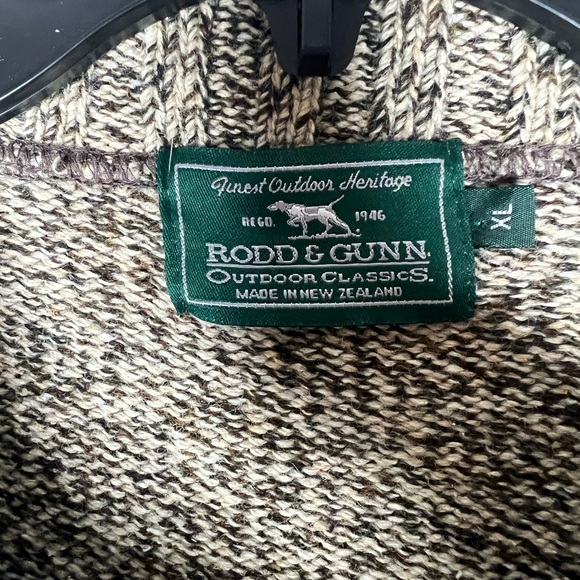 Finest Outdoor Heritage
REGD. 1946
RODD & GUNN
OUTDOOR CLASSICS.
MADE IN NEW ZEALAND
XL